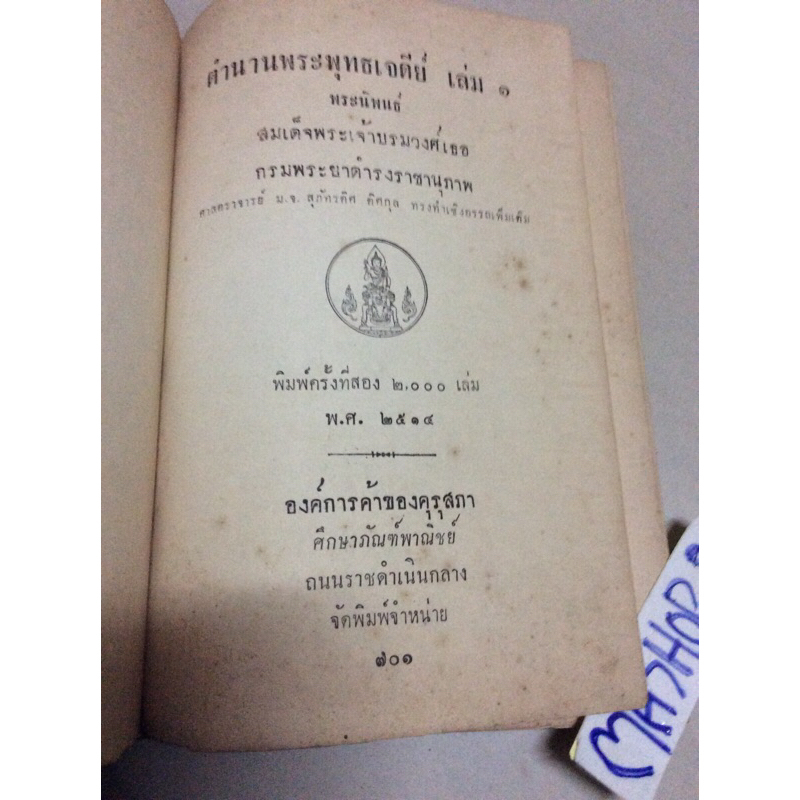 ตำนานพระพุทธเจดีย์ เล่ม ๑
พระนิพนธ์
สมเด็จพระเจ้าบรมวงศ์เธอ
กรมพระยาดำรงราชานุภาพ
ศาสตราจารย์ ม.จ. สุภัทรดิศ ดิศกุล ทรงทำเชิงอรรถเพิ่มเติม
พิมพ์ครั้งที่สอง ๒,๐๐๐ เล่ม
พ.ศ. ๒๕๑๔
องค์การค้าของคุรุสภา
ศึกษาภัณฑ์พาณิชย์
ถนนราชดำเนินกลาง
จัดพิมพ์จำหน่าย
๗๐๑